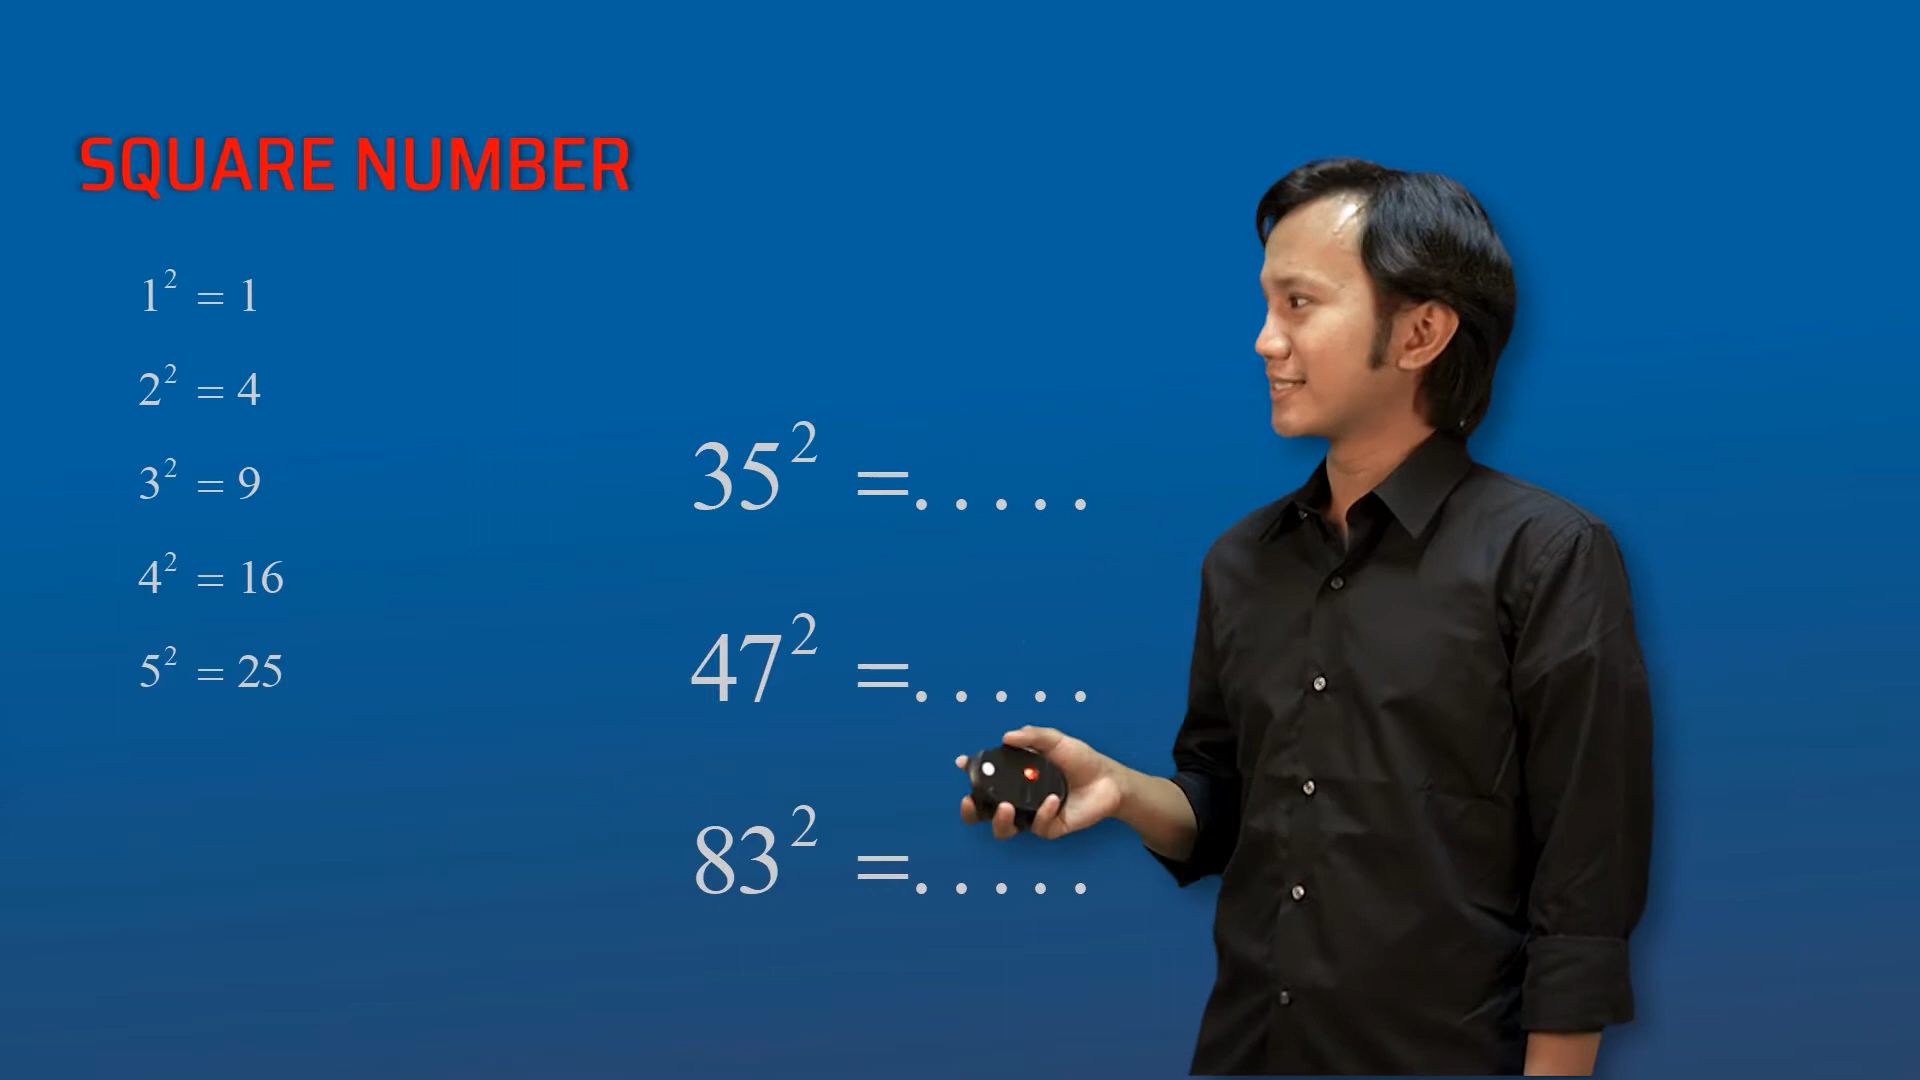 SQUARE NUMBER
1² = 1
2² = 4
3² = 9
4² = 16
5² = 25
35² =.....
47² =.....
83² =.....